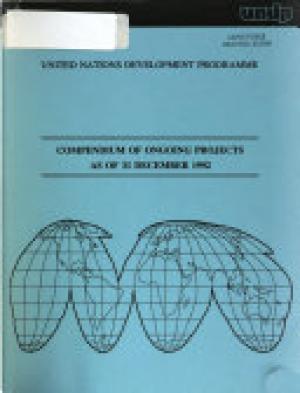 undp
UNITED NATIONS DEVELOPMENT PROGRAMME
COMPENDIUM OF ONGOING PROJECTS
AS OF 31 DECEMBER 1992